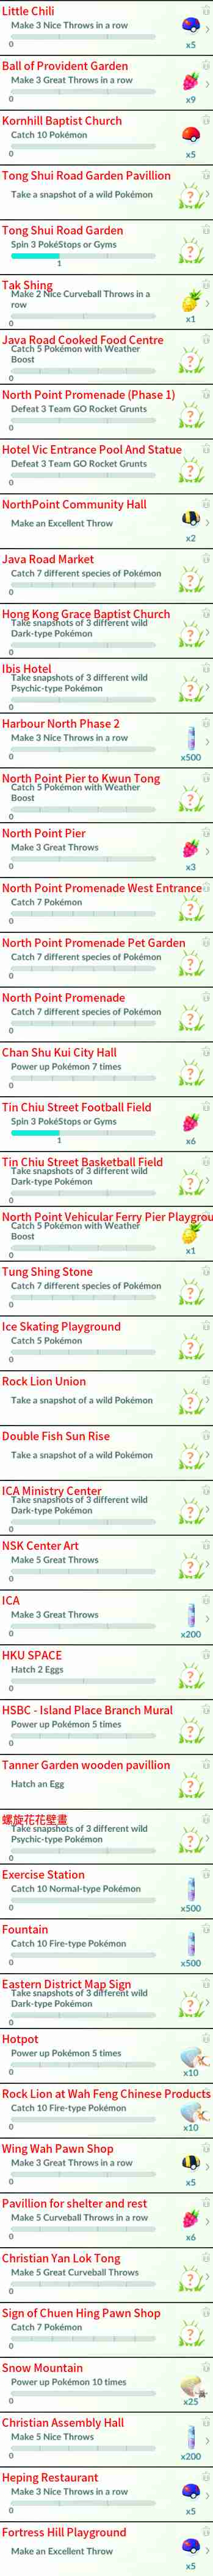 Little Chili
Make 3 Nice Throws in a row
0
x5
Ball of Provident Garden
Make 3 Great Throws in a row
0
x9
Kornhill Baptist Church
Catch 10 Pokémon
0
x5
Tong Shui Road Garden Pavillion
Take a snapshot of a wild Pokémon
?
Tong Shui Road Garden
Spin 3 PokéStops or Gyms
1
?
Tak Shing
Make 2 Nice Curveball Throws in a
row
0
x1
Java Road Cooked Food Centre
Catch 5 Pokémon with Weather
Boost
0
?
North Point Promenade (Phase 1)
Defeat 3 Team GO Rocket Grunts
0
?
Hotel Vic Entrance Pool And Statue
Defeat 3 Team GO Rocket Grunts
0
?
NorthPoint Community Hall
Make an Excellent Throw
x2
Java Road Market
Catch 7 different species of Pokémon
0
?
Hong Kong Grace Baptist Church
Take snapshots of 3 different wild
Dark-type Pokémon
0
?
Ibis Hotel
Take snapshots of 3 different wild
Psychic-type Pokémon
0
?
Harbour North Phase 2
Make 3 Nice Throws in a row
0
x500
North Point Pier to Kwun Tong
Catch 5 Pokémon with Weather
Boost
0
?
North Point Pier
Make 3 Great Throws
0
x3
North Point Promenade West Entrance
Catch 7 Pokémon
0
?
North Point Promenade Pet Garden
Catch 7 different species of Pokémon
0
?
North Point Promenade
Catch 7 different species of Pokémon
0
?
Chan Shu Kui City Hall
Power up Pokémon 7 times
0
?
Tin Chiu Street Football Field
Spin 3 PokéStops or Gyms
1
x6
Tin Chiu Street Basketball Field
Take snapshots of 3 different wild
Dark-type Pokémon
0
?
North Point Vehicular Ferry Pier Playgrou
Catch 5 Pokémon with Weather
Boost
0
x1
Tung Shing Stone
Catch 7 different species of Pokémon
0
?
Ice Skating Playground
Catch 5 Pokémon
0
?
Rock Lion Union
Take a snapshot of a wild Pokémon
?
Double Fish Sun Rise
Take a snapshot of a wild Pokémon
?
ICA Ministry Center
Take snapshots of 3 different wild
Dark-type Pokémon
0
?
NSK Center Art
Make 5 Great Throws
0
?
ICA
Make 3 Great Throws
0
x200
HKU SPACE
Hatch 2 Eggs
0
?
HSBC - Island Place Branch Mural
Power up Pokémon 5 times
0
?
Tanner Garden wooden pavillion
Hatch an Egg
?
螺旋花花壁畫
Take snapshots of 3 different wild
Psychic-type Pokémon
0
?
Exercise Station
Catch 10 Normal-type Pokémon
0
x500
Fountain
Catch 10 Fire-type Pokémon
0
x500
Eastern District Map Sign
Take snapshots of 3 different wild
Dark-type Pokémon
0
?
Hotpot
Power up Pokémon 5 times
0
x10
Rock Lion at Wah Feng Chinese Products
Catch 10 Fire-type Pokémon
0
x10
Wing Wah Pawn Shop
Make 3 Great Throws in a row
0
x5
Pavillion for shelter and rest
Make 5 Curveball Throws in a row
0
x6
Christian Yan Lok Tong
Make 5 Great Curveball Throws
0
?
Sign of Chuen Hing Pawn Shop
Catch 7 Pokémon
0
?
Snow Mountain
Power up Pokémon 10 times
0
x25
Christian Assembly Hall
Make 5 Nice Throws
0
x200
Heping Restaurant
Make 3 Nice Throws in a row
0
x5
Fortress Hill Playground
Make an Excellent Throw
x5